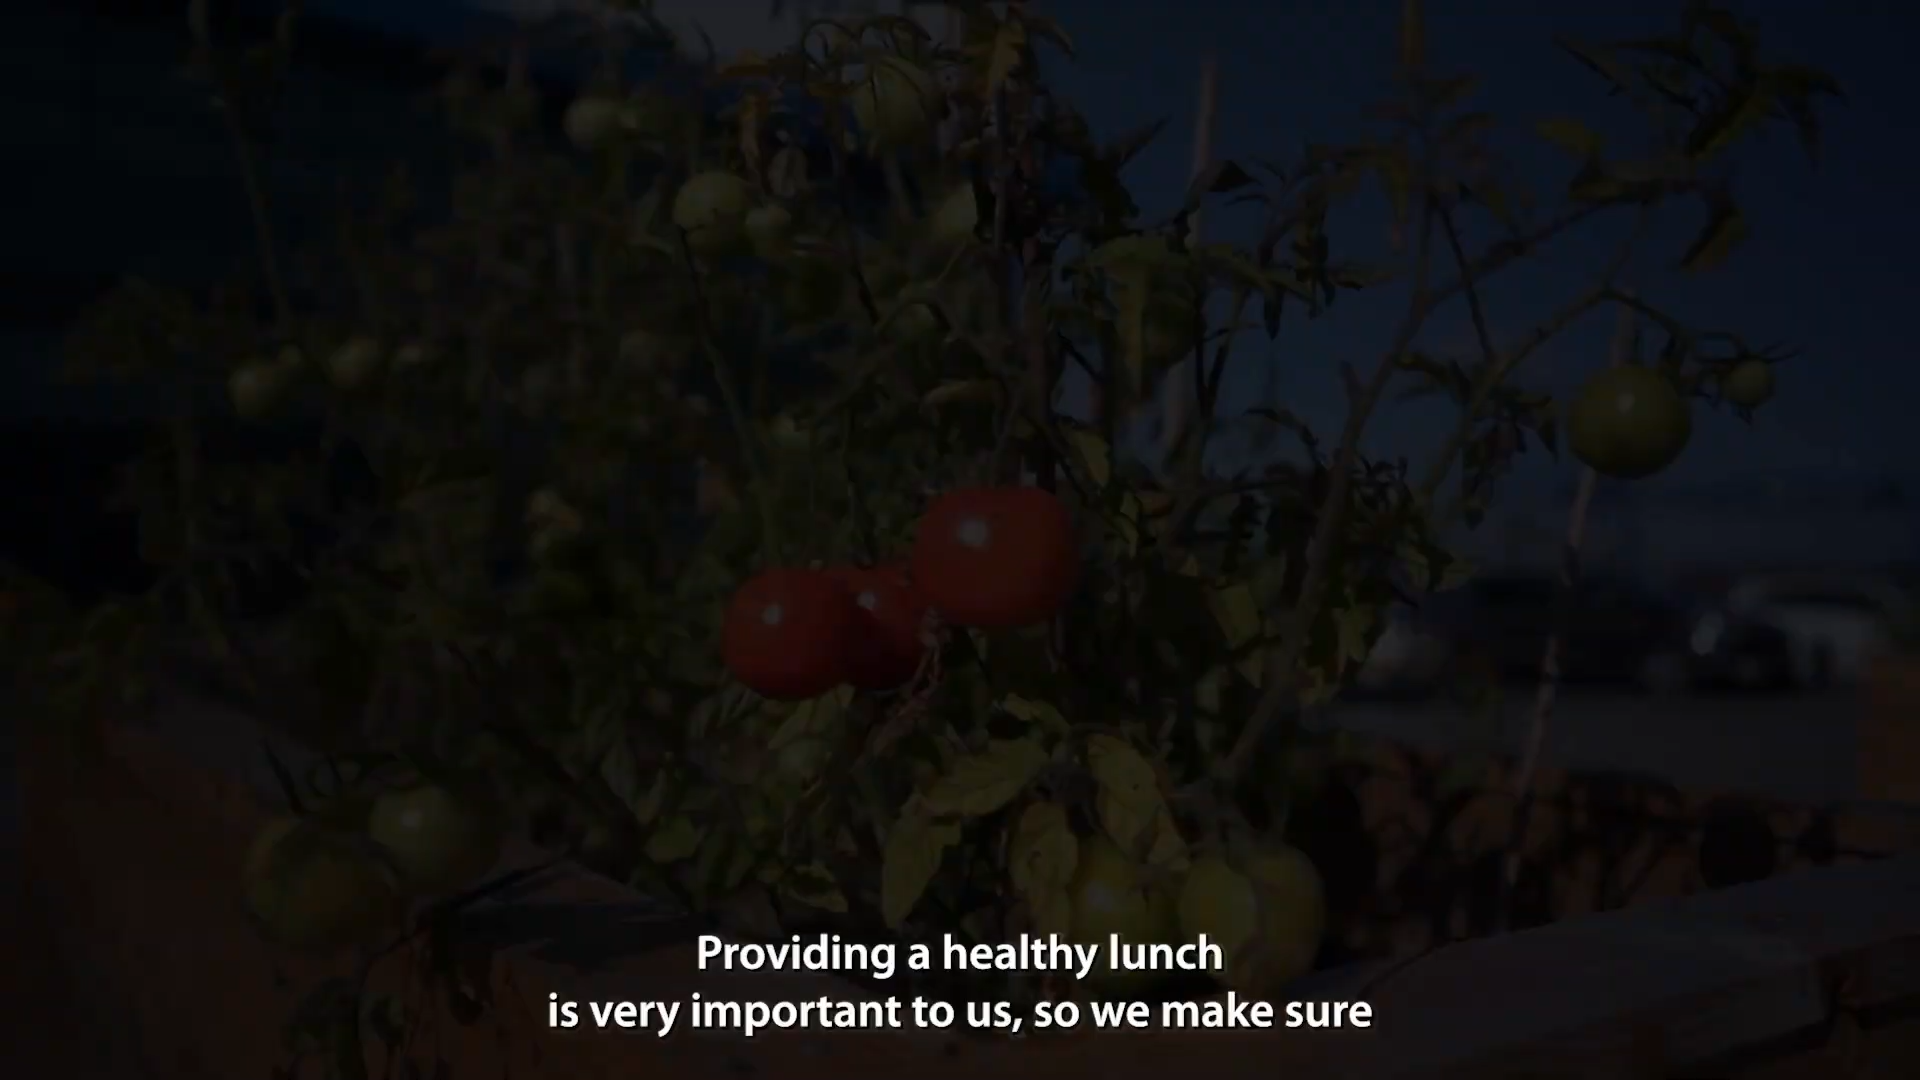 Providing a healthy lunch
is very important to us, so we make sure